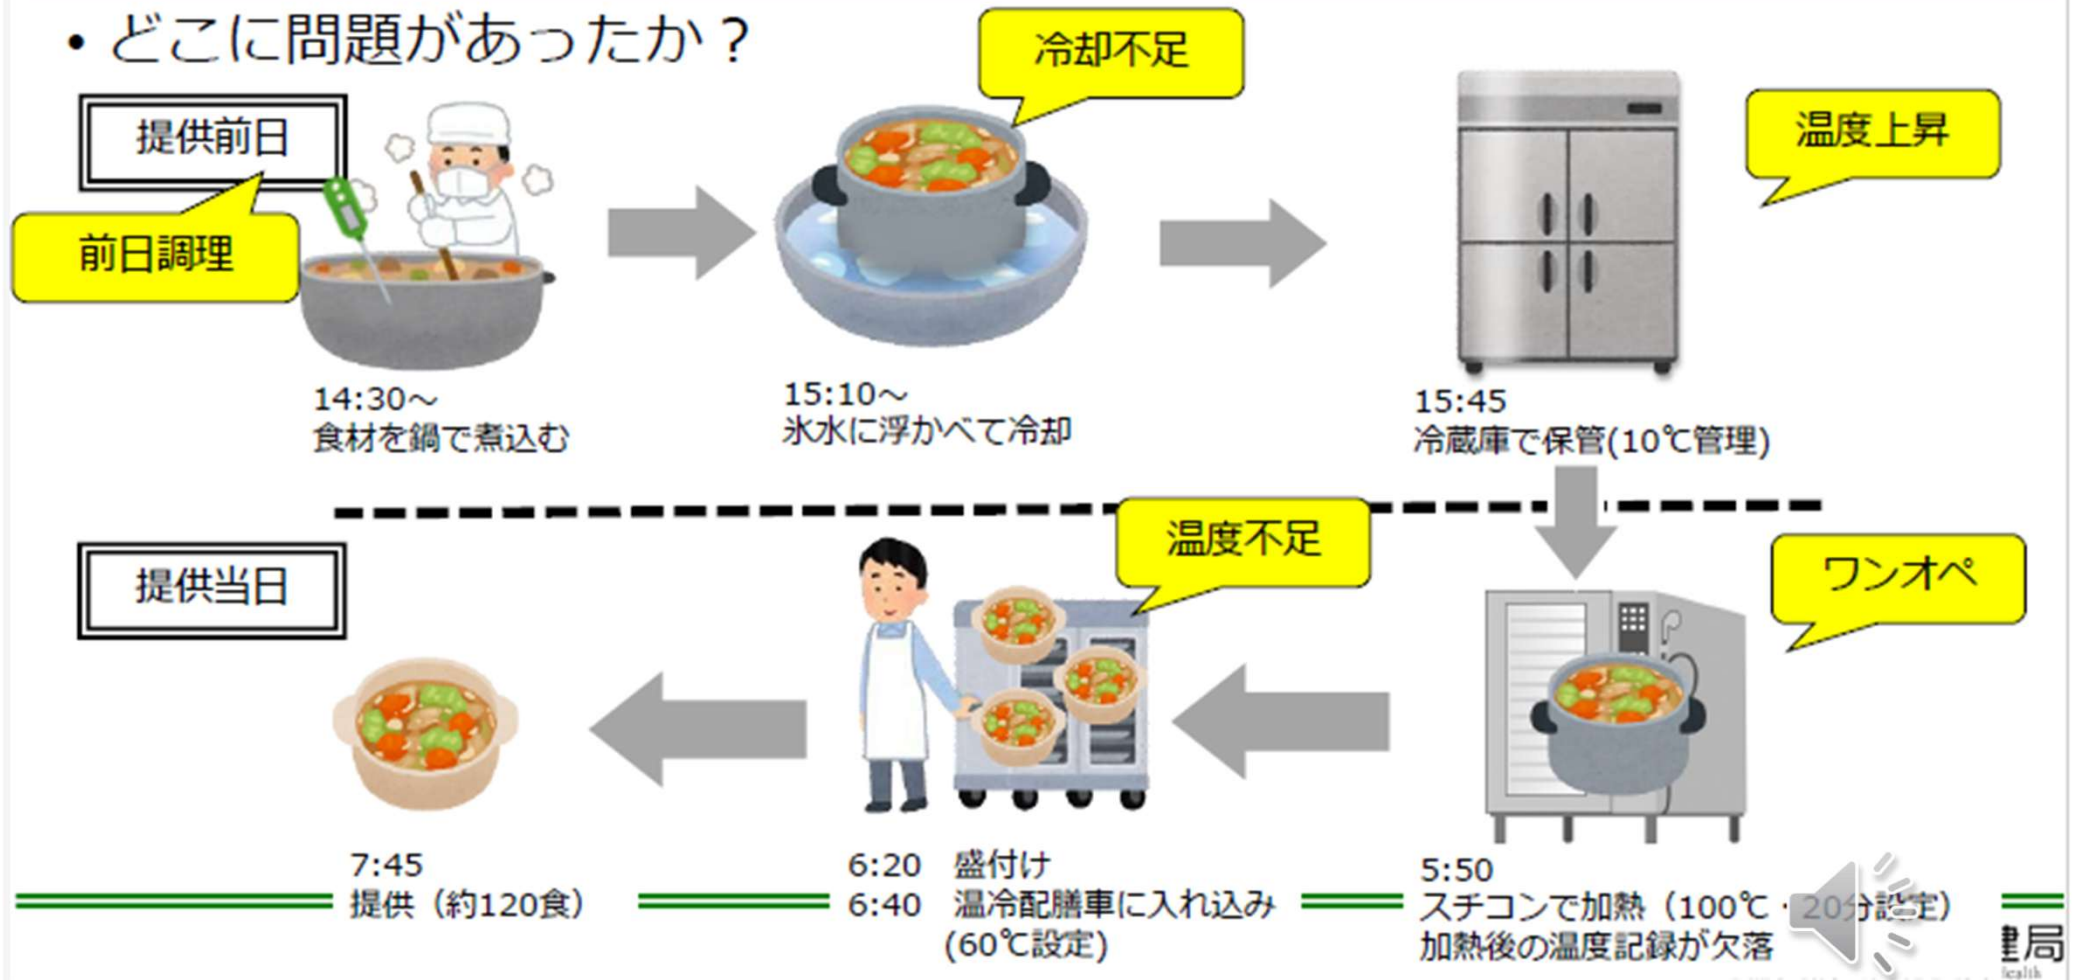 • どこに問題があったか？
冷却不足
提供前日
温度上昇
前日調理
14:30～
食材を鍋で煮込む
15:10～
氷水に浮かべて冷却
15:45
冷蔵庫で保管(10℃管理)
温度不足
提供当日
ワンオペ
7:45
提供（約120食）
6:20　盛付け
6:40　温冷配膳車に入れ込み
(60℃設定)
5:50
スチコンで加熱（100℃・20分設定）
加熱後の温度記録が欠落
局